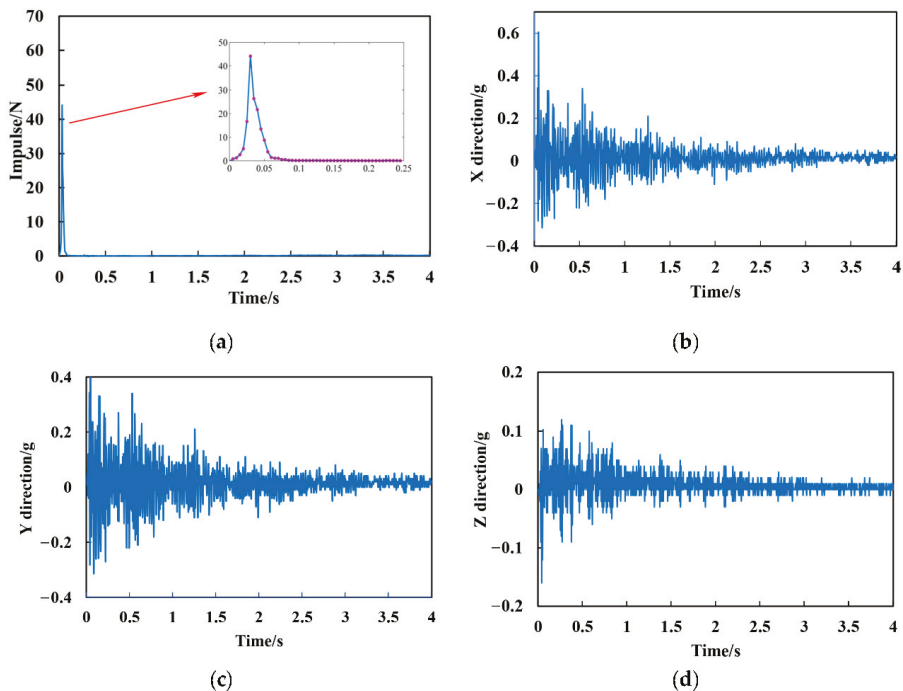 70
60
50
40
30
20
10
0
Impulse/N
50
40
30
20
10
0
0 0.05 0.1 0.15 0.2 0.25
0 0.5 1 1.5 2 2.5 3 3.5 4
Time/s
(a)
0.6
0.4
0.2
0
−0.2
−0.4
X direction/g
0 0.5 1 1.5 2 2.5 3 3.5 4
Time/s
(b)
0.4
0.2
0
−0.2
−0.4
Y direction/g
0 0.5 1 1.5 2 2.5 3 3.5 4
Time/s
(c)
0.2
0.1
0
−0.1
−0.2
Z direction/g
0 0.5 1 1.5 2 2.5 3 3.5 4
Time/s
(d)